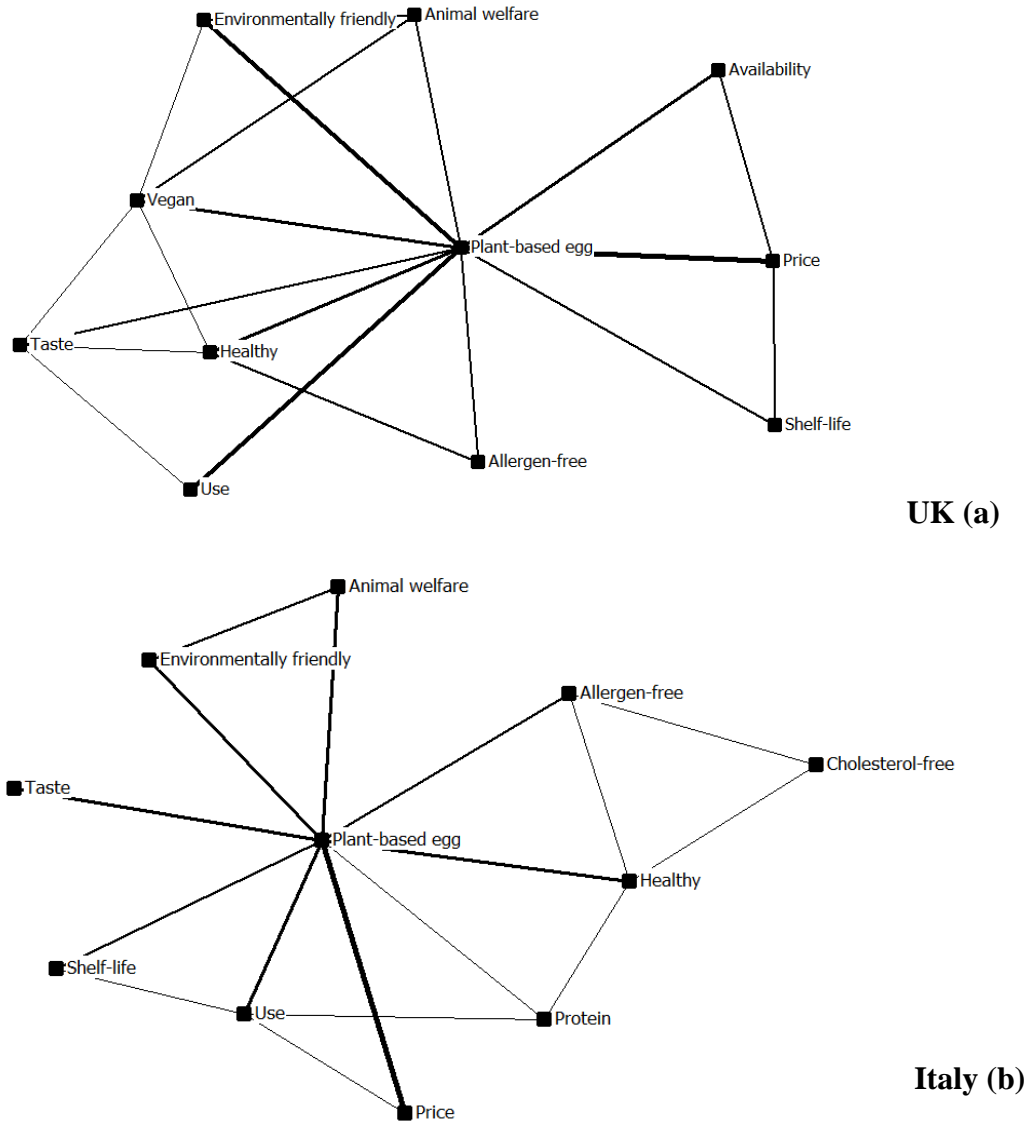 Environmentally friendly
Animal welfare
Availability
Vegan
Plant-based egg
Price
Taste
Healthy
Shelf-life
Allergen-free
Use
UK (a)
Animal welfare
Environmentally friendly
Allergen-free
Cholesterol-free
Taste
Plant-based egg
Healthy
Shelf-life
Use
Protein
Italy (b)
Price